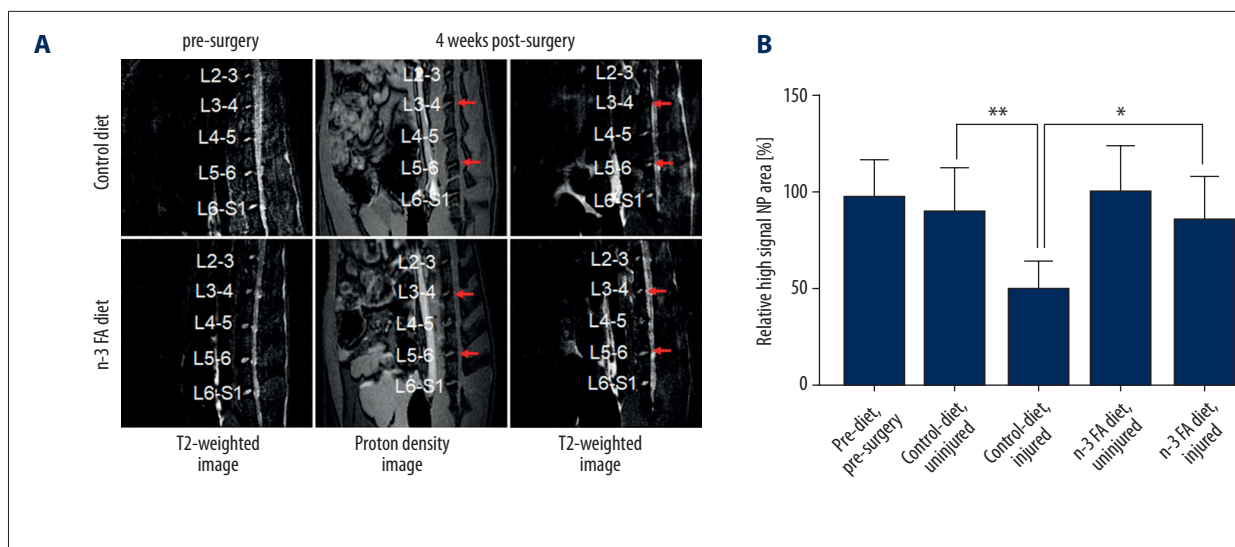 A
pre-surgery
4 weeks post-surgery
Control diet
L2-3
L3-4
L4-5
L5-6
L6-S1
L2-3
L3-4
L4-5
L5-6
L6-S1
L2-3
L3-4
L4-5
L5-6
L6-S1
n-3 FA diet
L2-3
L3-4
L4-5
L5-6
L6-S1
L2-3
L3-4
L4-5
L5-6
L6-S1
L2-3
L3-4
L4-5
L5-6
L6-S1
T2-weighted
image
Proton density
image
T2-weighted
image
B
Relative high signal NP area [%]
150
100
50
0
**
*
Pre-diet,
pre-surgery
Control-diet,
uninjured
Control-diet,
injured
n-3 FA diet,
uninjured
n-3 FA diet,
injured